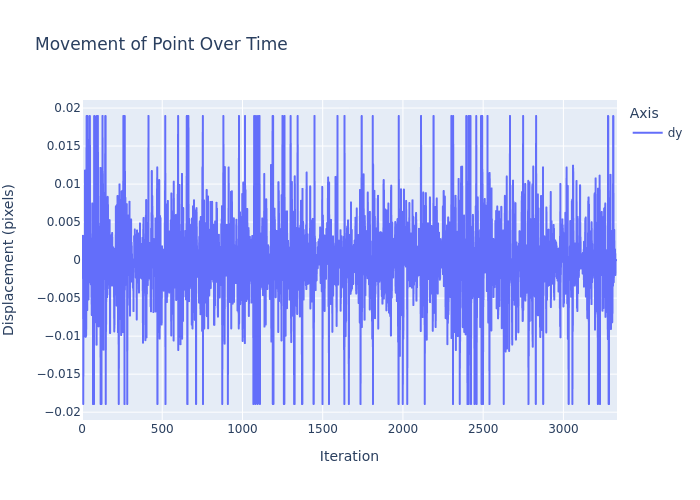 Movement of Point Over Time
Axis
dy
0.02
0.015
0.01
0.005
0
−0.005
−0.01
−0.015
−0.02
Displacement (pixels)
0 500 1000 1500 2000 2500 3000
Iteration